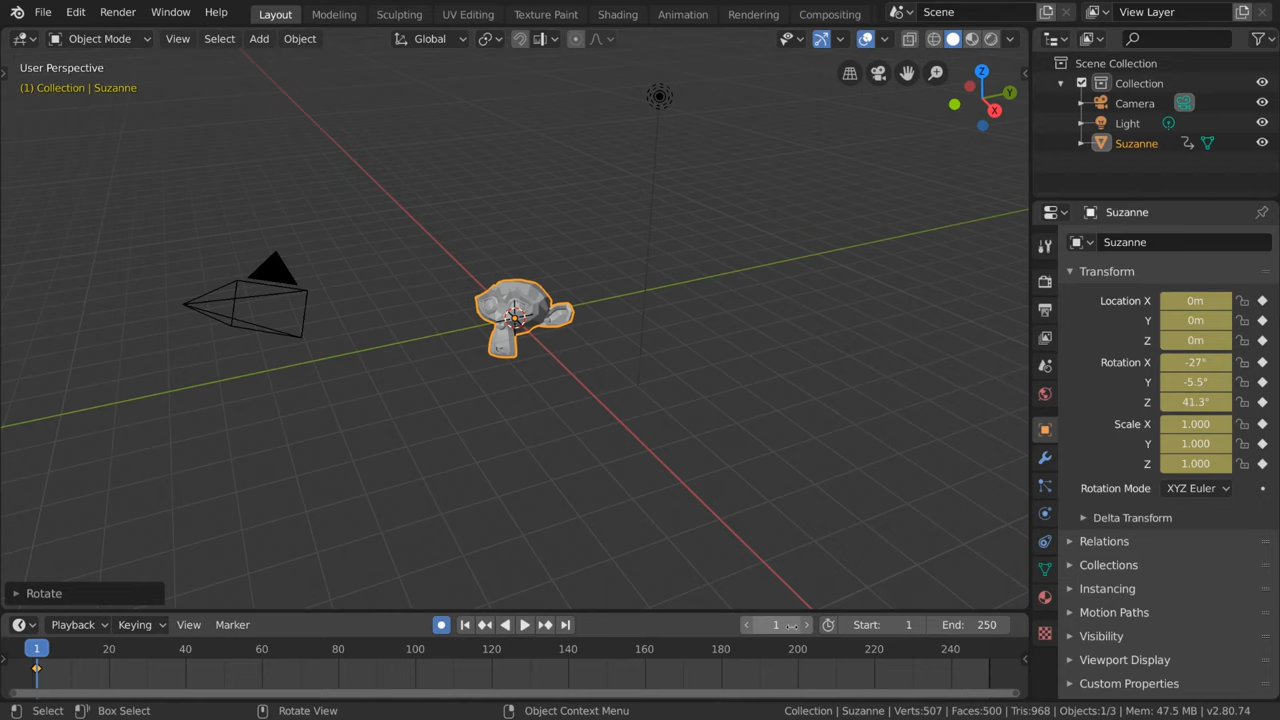 File Edit Render Window Help Layout Modeling Sculpting UV Editing Texture Paint Shading Animation Rendering Compositing Scene View Layer
Object Mode View Select Add Object Global
User Perspective
(1) Collection | Suzanne
Z
Y
X
Scene Collection
Collection
Camera
Light
Suzanne
Suzanne
Suzanne
Transform
Location X 0m
Y 0m
Z 0m
Rotation X -27°
Y -5.5°
Z 41.3°
Scale X 1.000
Y 1.000
Z 1.000
Rotation Mode XYZ Euler
Delta Transform
Relations
Collections
Instancing
Motion Paths
Visibility
Viewport Display
Custom Properties
Rotate
Playback Keying View Marker 1 Start: 1 End: 250
1 20 40 60 80 100 120 140 160 180 200 220 240
Select Box Select Rotate View Object Context Menu Collection | Suzanne | Verts:507 | Faces:500 | Tris:968 | Objects:1/3 | Mem: 47.5 MB | v2.80.74